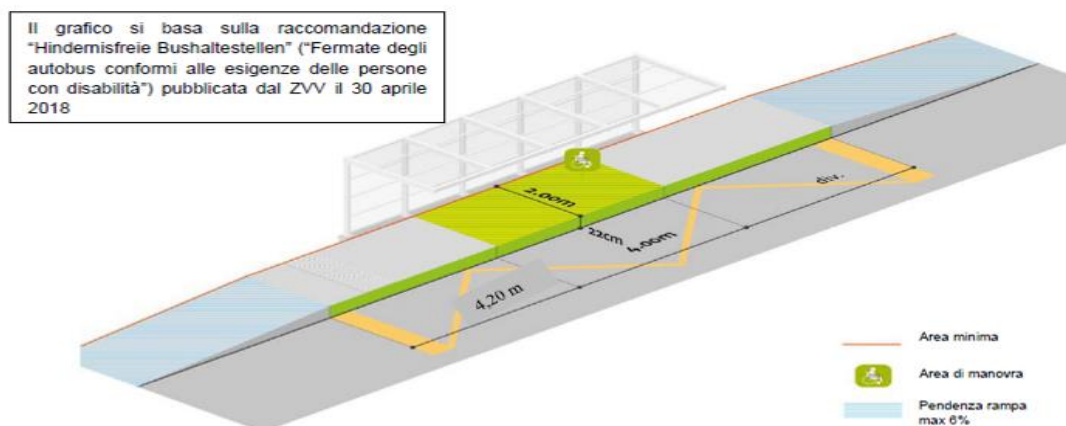 Il grafico si basa sulla raccomandazione
"Hindernisfreie Bushaltestellen" ("Fermate degli
autobus conformi alle esigenze delle persone
con disabilità") pubblicata dal ZVV il 30 aprile
2018
2.00m
div.
22cm
4.00m
4,20 m
Area minima
Area di manovra
Pendenza rampa
max 6%